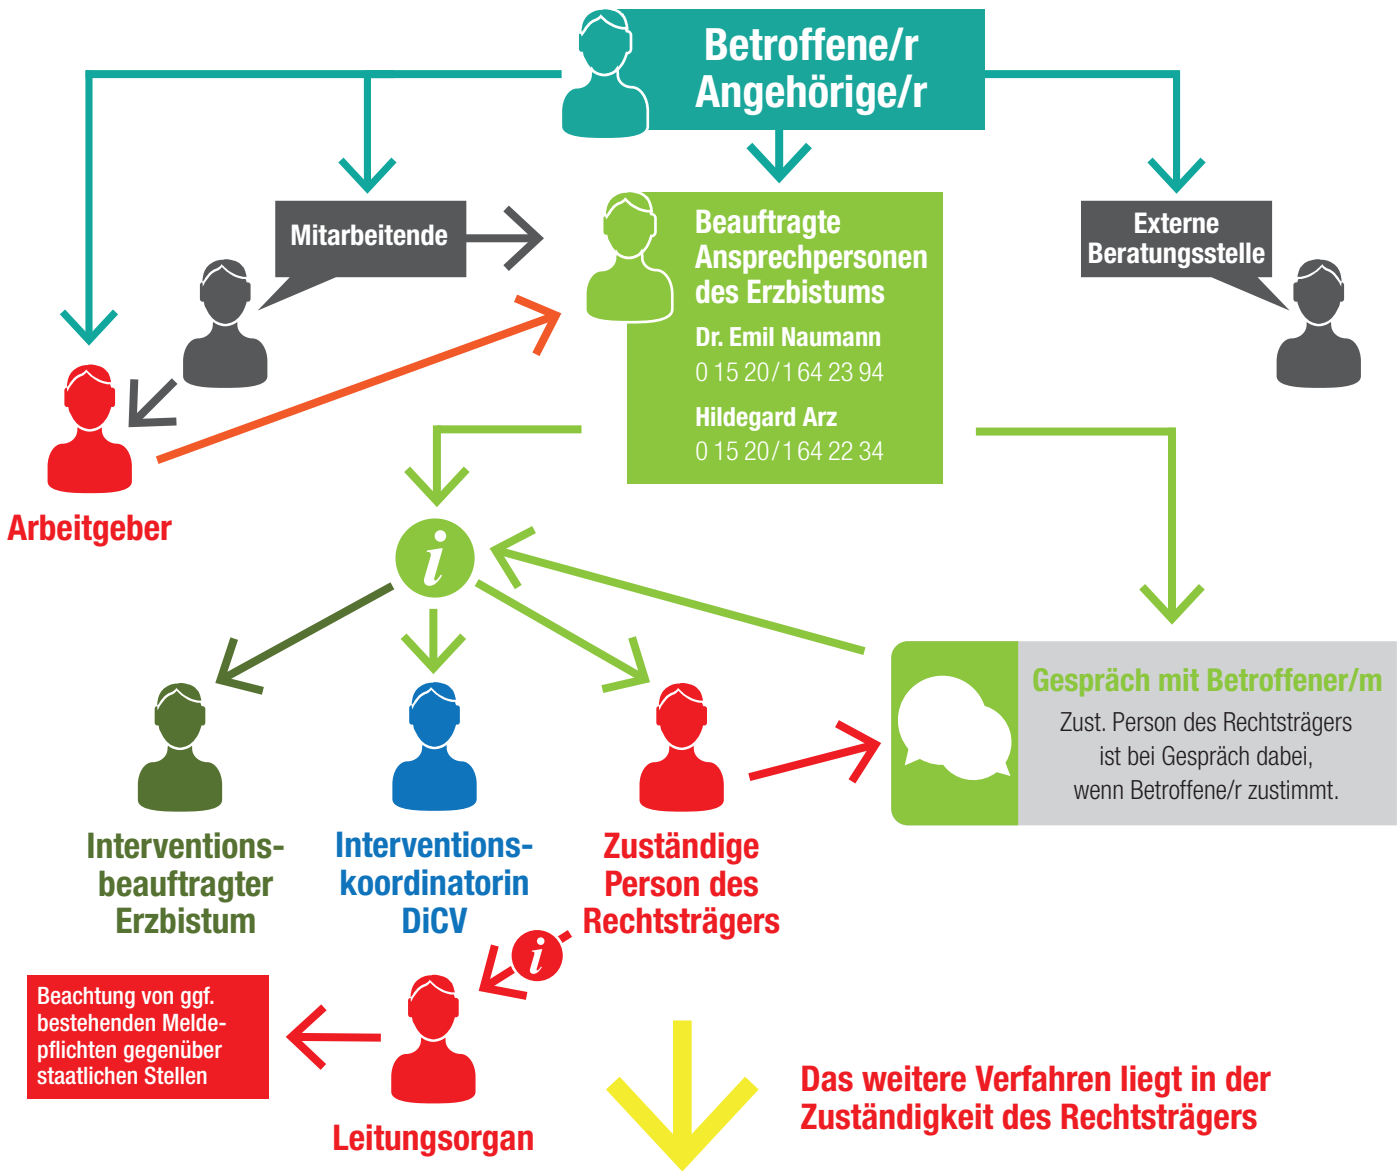 Betroffene/r
Angehörige/r
Mitarbeitende
Beauftragte
Ansprechpersonen
des Erzbistums
Dr. Emil Naumann
0 15 20/1 64 23 94
Hildegard Arz
0 15 20/1 64 22 34
Externe
Beratungsstelle
Arbeitgeber
i
Gespräch mit Betroffener/m
Zust. Person des Rechtsträgers
ist bei Gespräch dabei,
wenn Betroffene/r zustimmt.
Interventions-
beauftragter
Erzbistum
Interventions-
koordinatorin
DiCV
Zuständige
Person des
Rechtsträgers
i
Beachtung von ggf.
bestehenden Melde-
pflichten gegenüber
staatlichen Stellen
Leitungsorgan
Das weitere Verfahren liegt in der
Zuständigkeit des Rechtsträgers